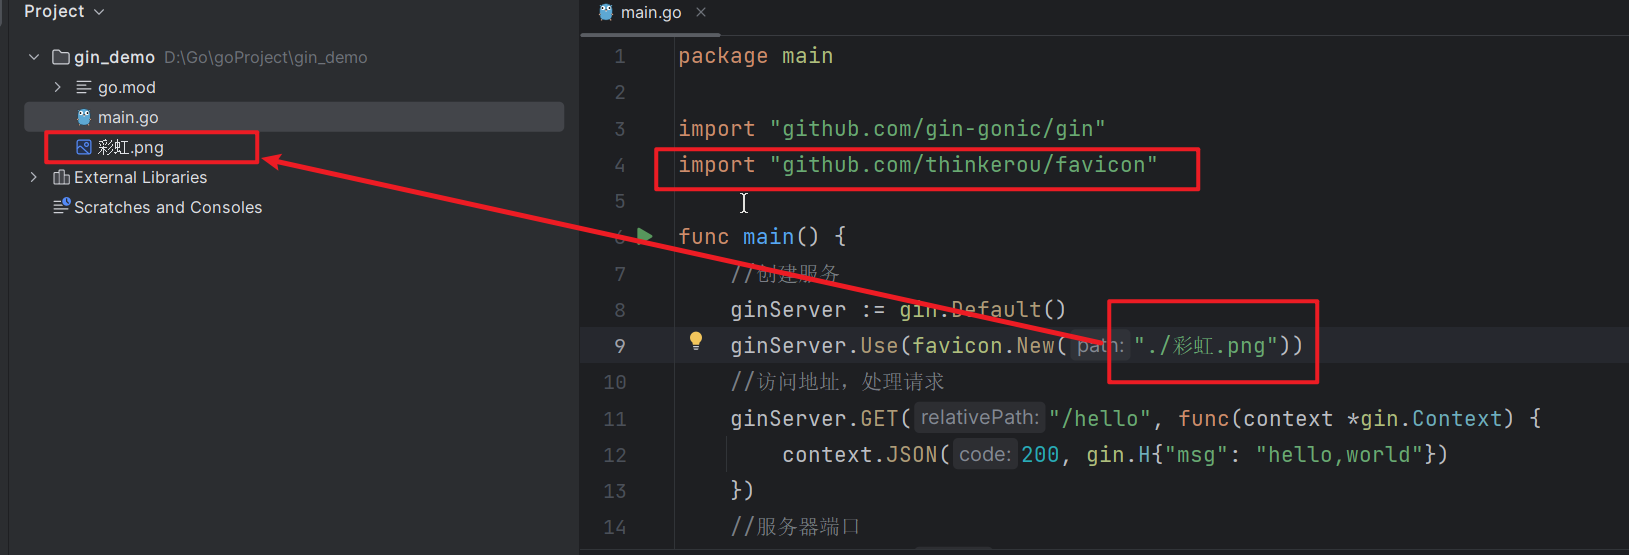 Project
gin_demo D:\Go\goProject\gin_demo
go.mod
main.go
彩虹.png
External Libraries
Scratches and Consoles
main.go
1 package main
2
3 import "github.com/gin-gonic/gin"
4 import "github.com/thinkerou/favicon"
5
6 func main() {
7 //创建服务
8 ginServer := gin.Default()
9 ginServer.Use(favicon.New( path: "./彩虹.png"))
10 //访问地址，处理请求
11 ginServer.GET( relativePath: "/hello", func(context *gin.Context) {
12 context.JSON( code: 200, gin.H{"msg": "hello,world"})
13 })
14 //服务器端口